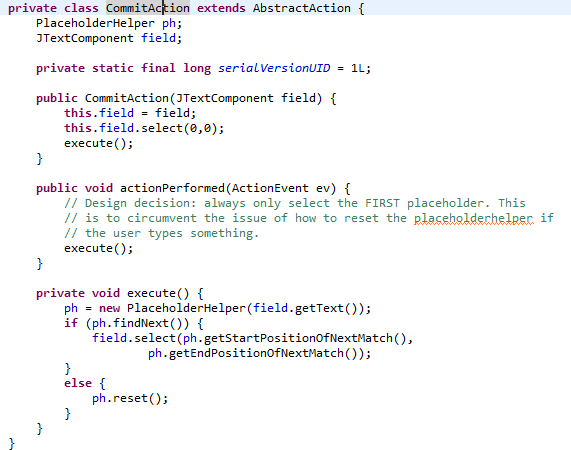 private class CommitAction extends AbstractAction {
    PlaceholderHelper ph;
    JTextComponent field;

    private static final long serialVersionUID = 1L;

    public CommitAction(JTextComponent field) {
        this.field = field;
        this.field.select(0,0);
        execute();
    }

    public void actionPerformed(ActionEvent ev) {
        // Design decision: always only select the FIRST placeholder. This
        // is to circumvent the issue of how to reset the placeholderhelper if
        // the user types something.
        execute();
    }

    private void execute() {
        ph = new PlaceholderHelper(field.getText());
        if (ph.findNext()) {
            field.select(ph.getStartPositionOfNextMatch(),
                    ph.getEndPositionOfNextMatch());
        }
        else {
            ph.reset();
        }
    }
}